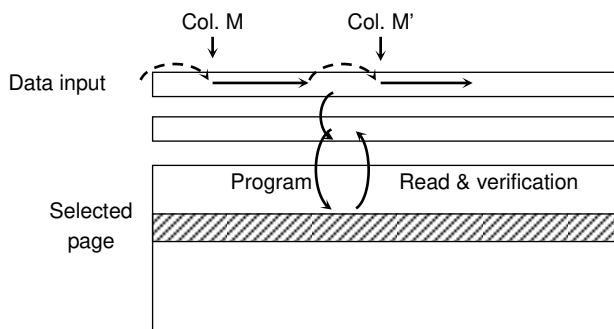 Col. M
Col. M’
Data input
Program
Read & verification
Selected
page